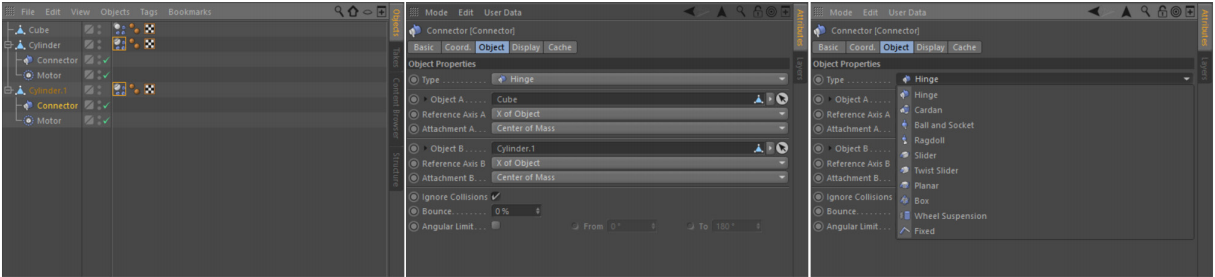 File Edit View Objects Tags Bookmarks
Cube
Cylinder
Connector
Motor
Cylinder.1
Connector
Motor
Objects
Takes
Content Browser
Structure
Mode Edit User Data
Connector [Connector]
Basic Coord. Object Display Cache
Object Properties
Type . . . . . . . . . Hinge
Object A . . . . . Cube
Reference Axis A X of Object
Attachment A. . . Center of Mass
Object B . . . . . Cylinder.1
Reference Axis B X of Object
Attachment B. . . Center of Mass
Ignore Collisions
Bounce. . . . . . . . 0 %
Angular Limit. . . From 0 ° To 180 °
Attributes
Layers
Mode Edit User Data
Connector [Connector]
Basic Coord. Object Display Cache
Object Properties
Type . . . . . . . . . Hinge
Object A . . . . . Hinge
Reference Axis A Cardan
Attachment A. . . Ball and Socket
Ragdoll
Object B . . . . . Slider
Reference Axis B Twist Slider
Attachment B. . . Planar
Ignore Collisions Box
Bounce. . . . . . . . Wheel Suspension
Angular Limit. . . Fixed
Attributes
Layers